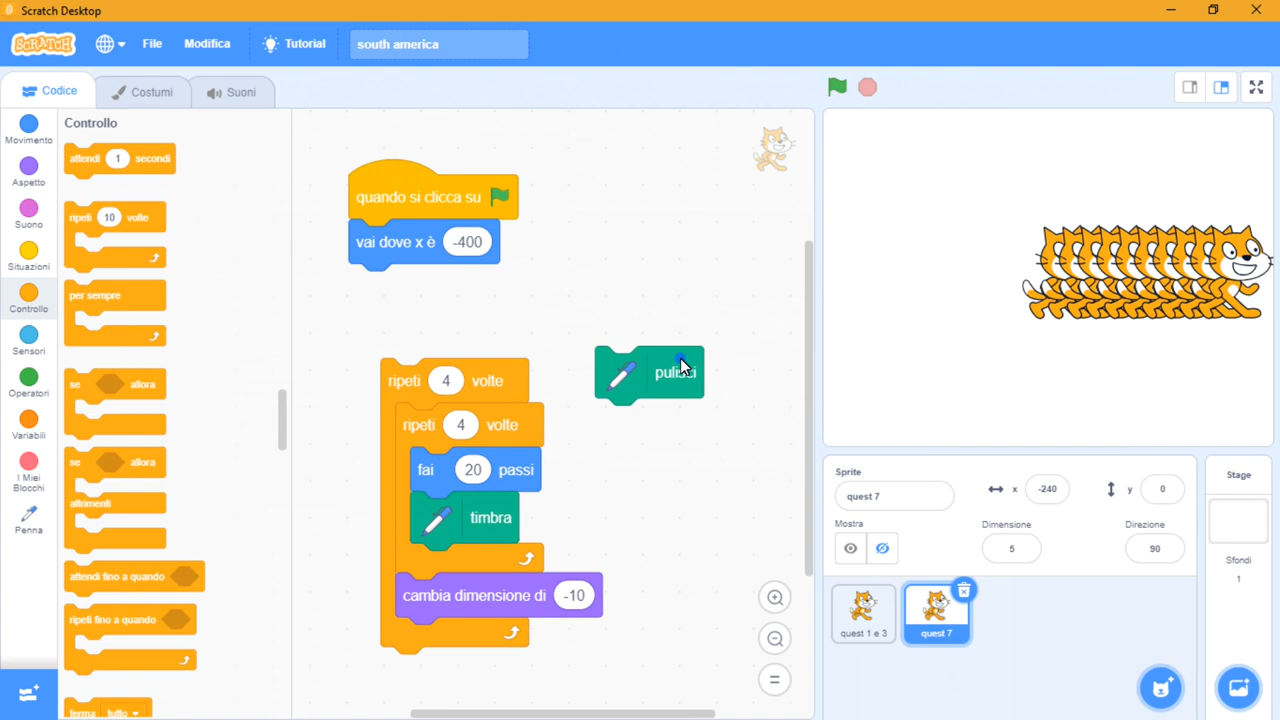 Scratch Desktop
SCRATCH
File
Modifica
Tutorial
south america
Codice
Costumi
Suoni
Controllo
Movimento
Aspetto
Suono
Situazioni
Controllo
Sensori
Operatori
Variabili
I Miei
Blocchi
Penna
attendi 1 secondi
ripeti 10 volte
per sempre
se allora
se allora
altrimenti
attendi fino a quando
ripeti fino a quando
ferma tutto
quando si clicca su
vai dove x è -400
ripeti 4 volte
ripeti 4 volte
fai 20 passi
timbra
cambia dimensione di -10
pulisci
Sprite
quest 7
x -240
y 0
Mostra
Dimensione
5
Direzione
90
quest 1 e 3
quest 7
Stage
Sfondi
1